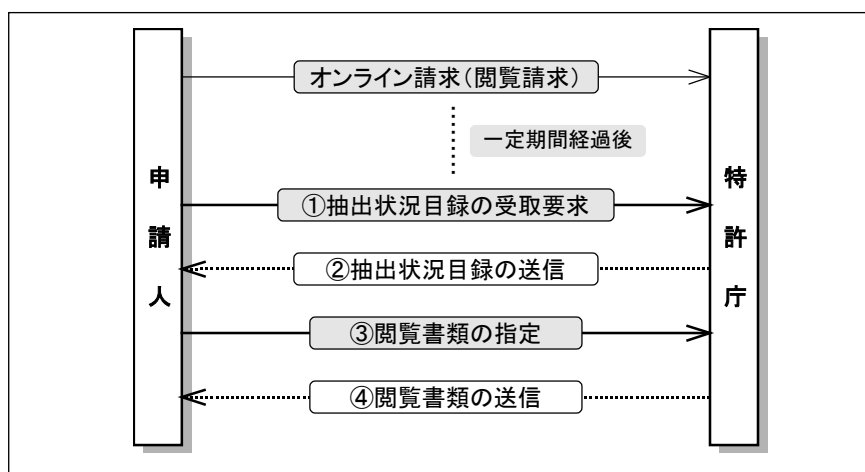 オンライン請求(閲覧請求)
一定期間経過後
申請人
特許庁
①抽出状況目録の受取要求
②抽出状況目録の送信
③閲覧書類の指定
④閲覧書類の送信